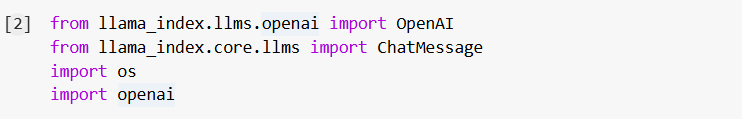 [2] from llama_index.llms.openai import OpenAI
from llama_index.core.llms import ChatMessage
import os
import openai